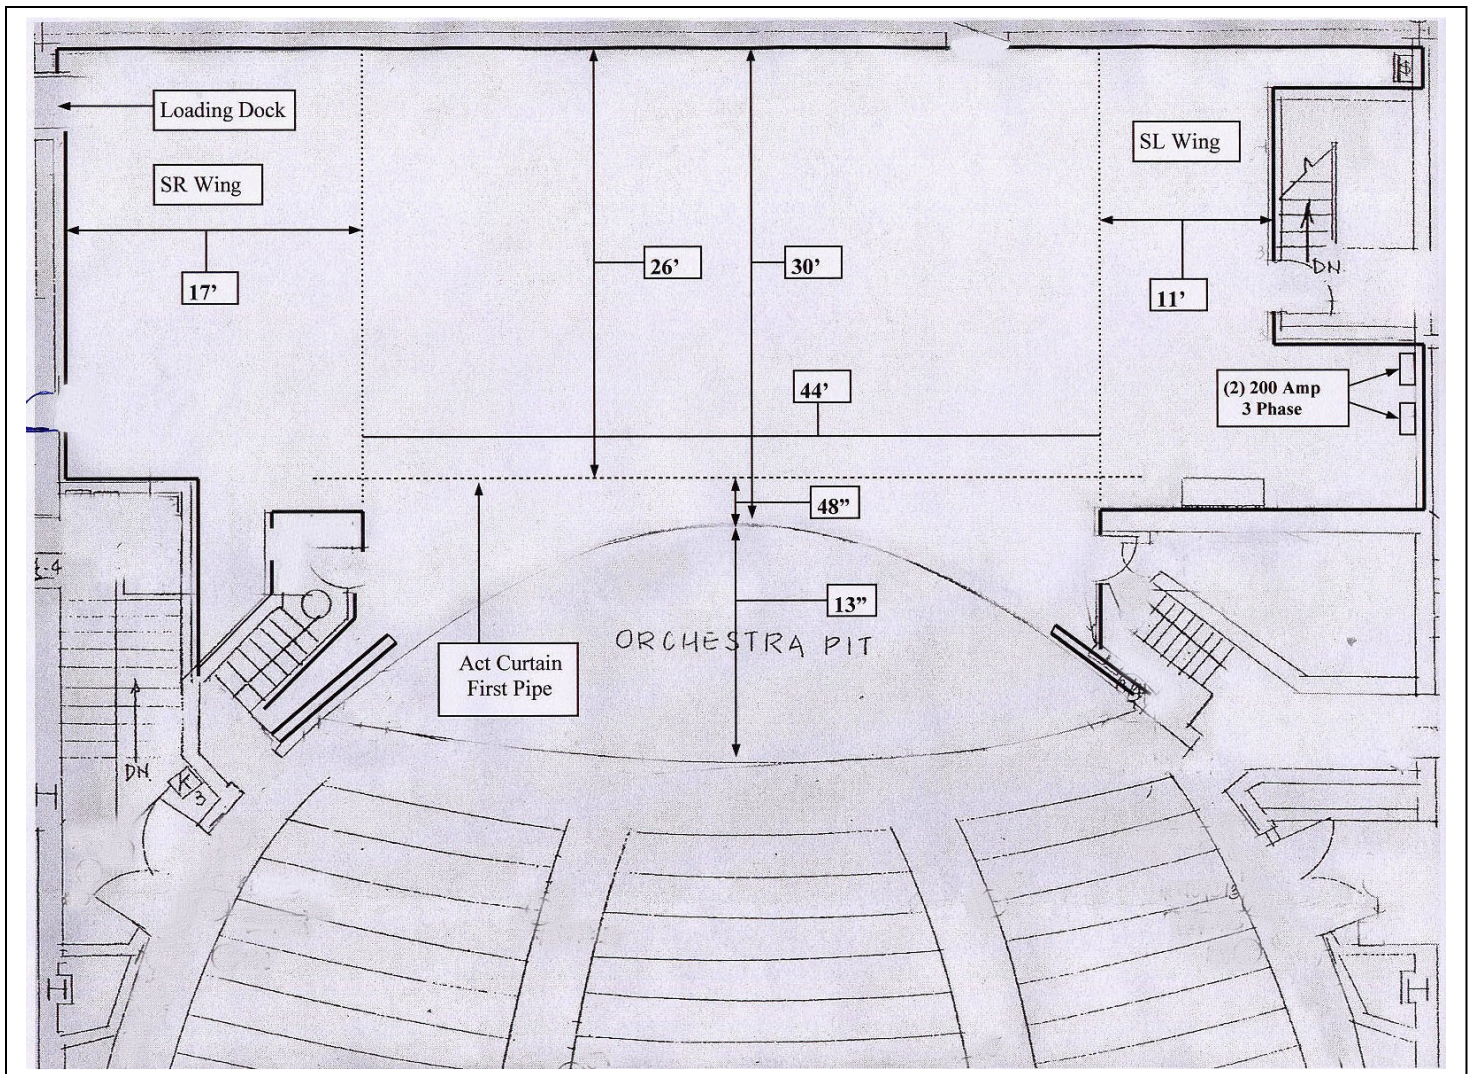 Loading Dock
SL Wing
SR Wing
26’
30’
17’
11’
DN.
44’
(2) 200 Amp
3 Phase
48”
13”
ORCHESTRA PIT
Act Curtain
First Pipe
DN.